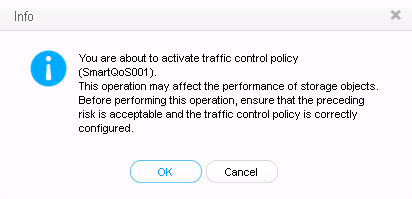 Info
You are about to activate traffic control policy
(SmartQoS001).
This operation may affect the performance of storage objects.
Before performing this operation, ensure that the preceding
risk is acceptable and the traffic control policy is correctly
configured.
OK
Cancel